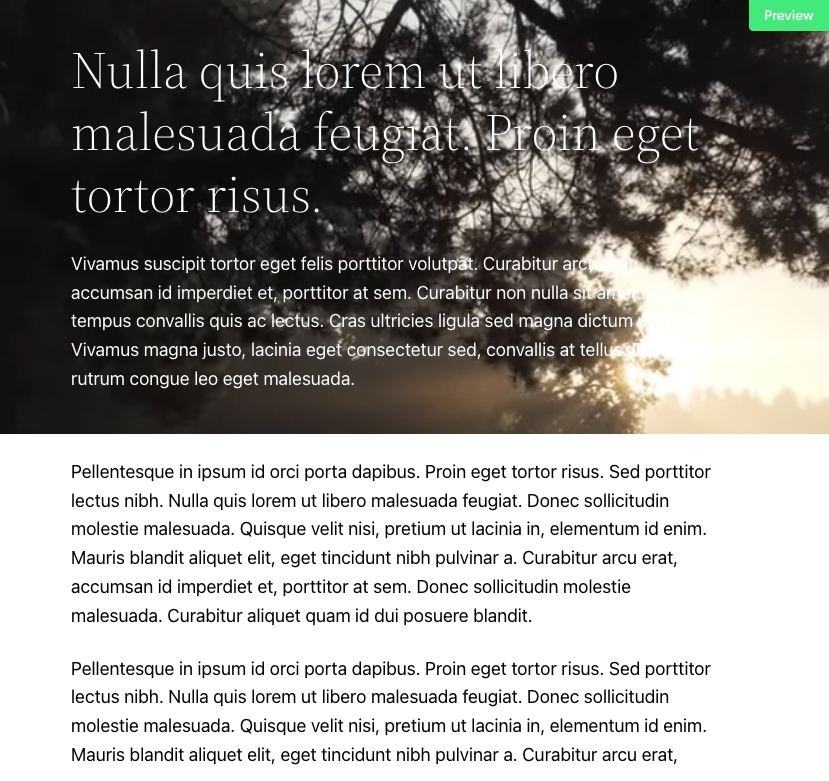 Preview
Nulla quis lorem ut libero
malesuada feugiat. Proin eget
tortor risus.
Vivamus suscipit tortor eget felis porttitor volutpat. Curabitur arcu
accumsan id imperdiet et, porttitor at sem. Curabitur non nulla sit amet
tempus convallis quis ac lectus. Cras ultricies ligula sed magna dictum
Vivamus magna justo, lacinia eget consectetur sed, convallis at tellus.
rutrum congue leo eget malesuada.
Pellentesque in ipsum id orci porta dapibus. Proin eget tortor risus. Sed porttitor
lectus nibh. Nulla quis lorem ut libero malesuada feugiat. Donec sollicitudin
molestie malesuada. Quisque velit nisi, pretium ut lacinia in, elementum id enim.
Mauris blandit aliquet elit, eget tincidunt nibh pulvinar a. Curabitur arcu erat,
accumsan id imperdiet et, porttitor at sem. Donec sollicitudin molestie
malesuada. Curabitur aliquet quam id dui posuere blandit.
Pellentesque in ipsum id orci porta dapibus. Proin eget tortor risus. Sed porttitor
lectus nibh. Nulla quis lorem ut libero malesuada feugiat. Donec sollicitudin
molestie malesuada. Quisque velit nisi, pretium ut lacinia in, elementum id enim.
Mauris blandit aliquet elit, eget tincidunt nibh pulvinar a. Curabitur arcu erat,